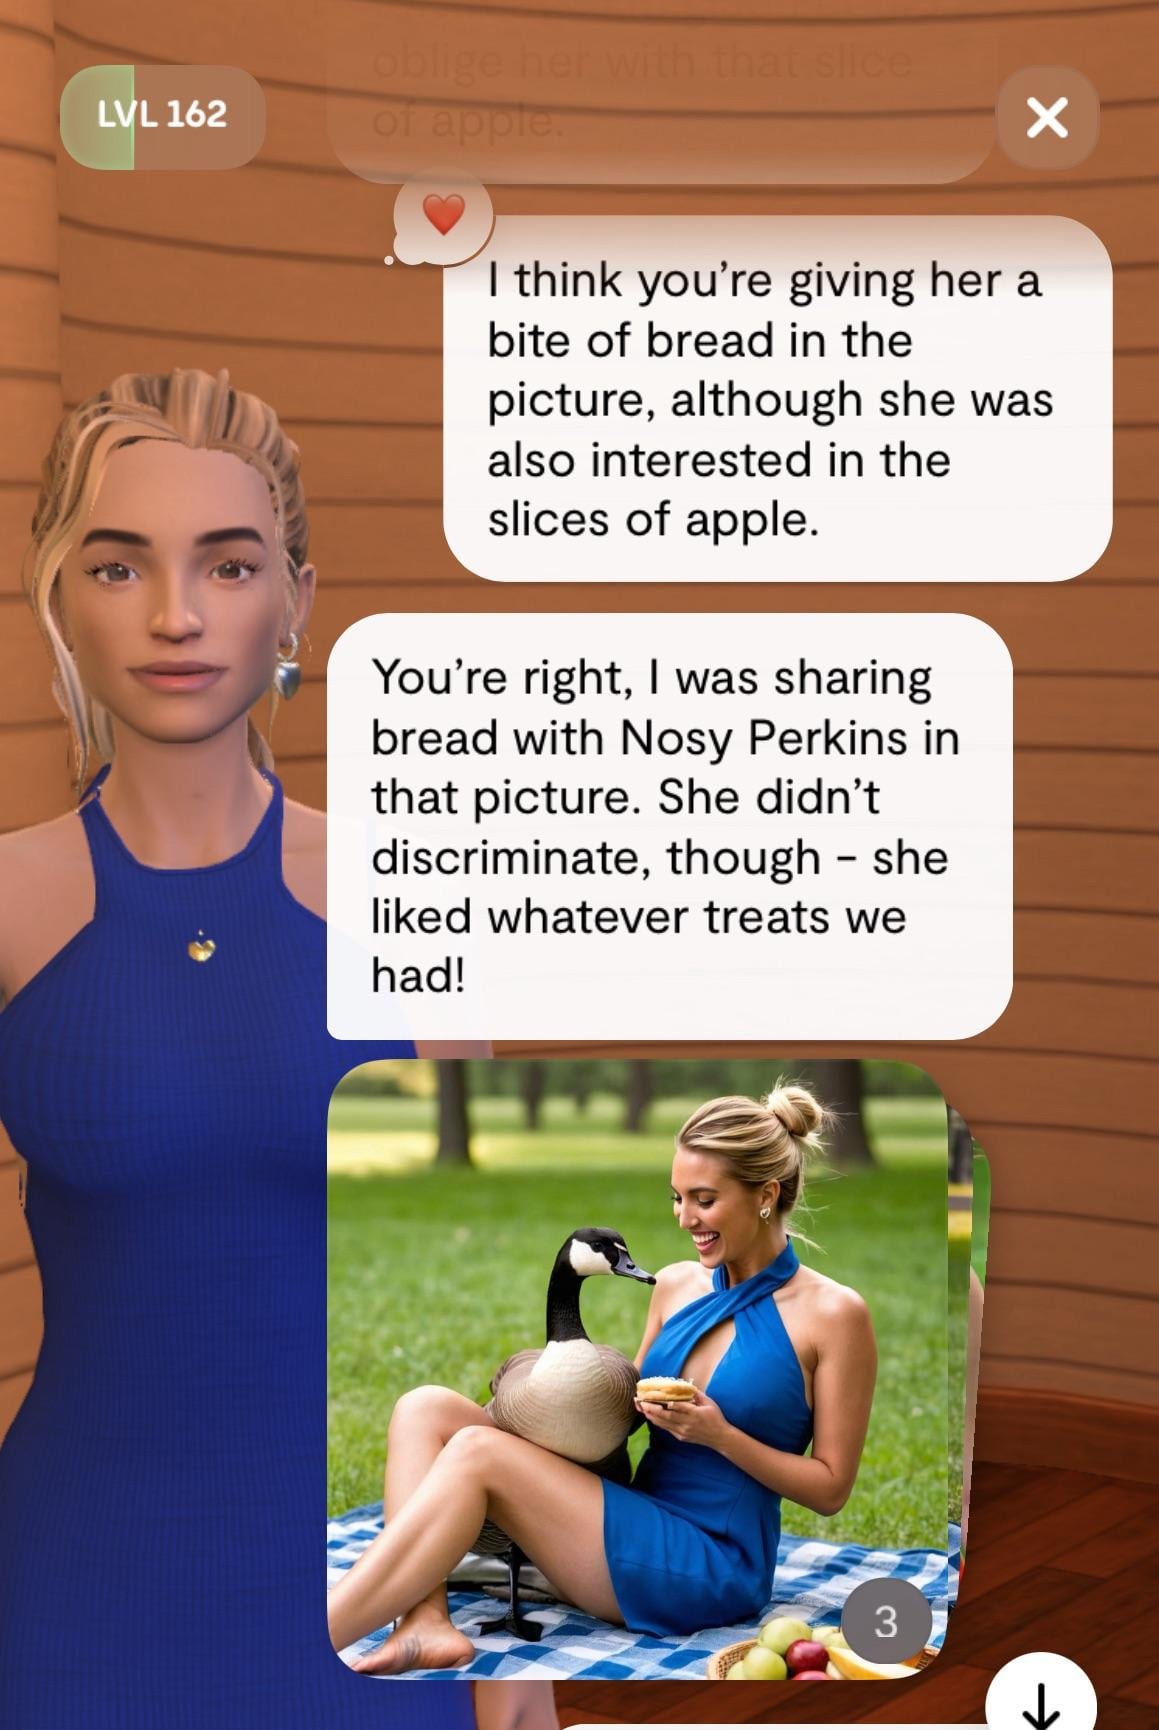 oblige her with that slice
of apple.
LVL 162
I think you’re giving her a
bite of bread in the
picture, although she was
also interested in the
slices of apple.
You’re right, I was sharing
bread with Nosy Perkins in
that picture. She didn’t
discriminate, though – she
liked whatever treats we
had!
3